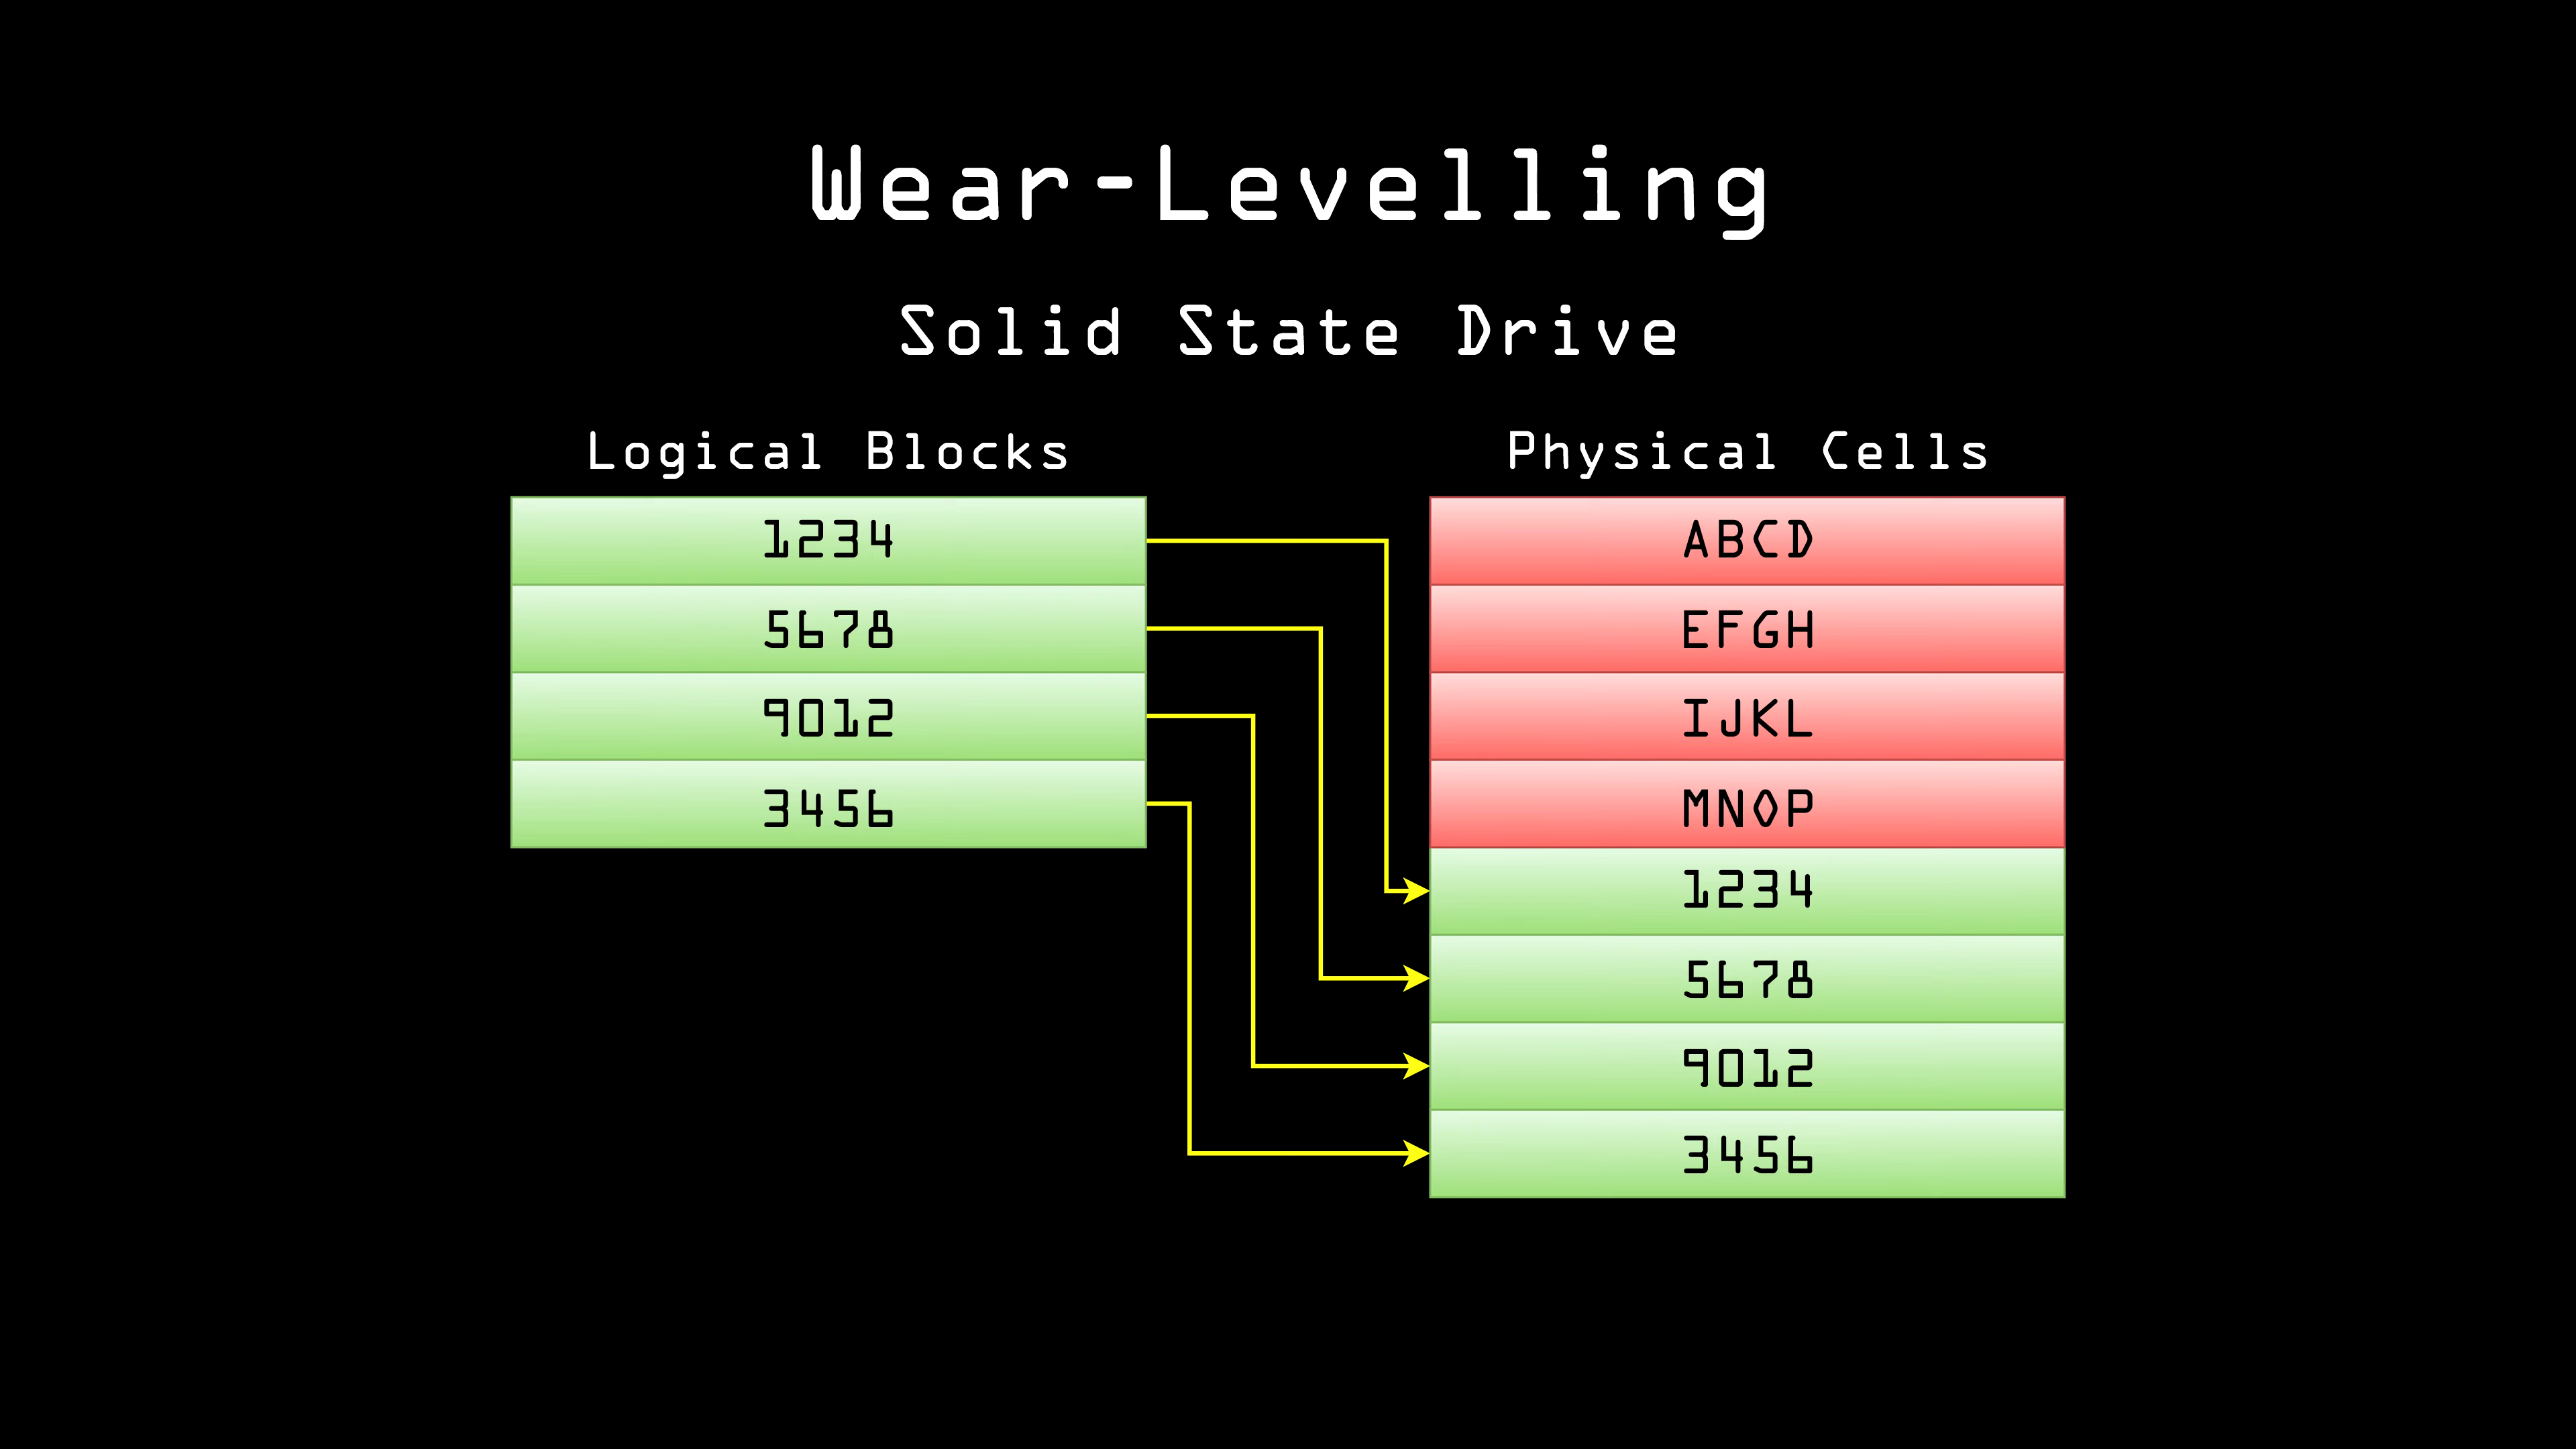 Wear-Levelling
Solid State Drive
Logical Blocks
1234
5678
9012
3456
Physical Cells
ABCD
EFGH
IJKL
MNOP
1234
5678
9012
3456